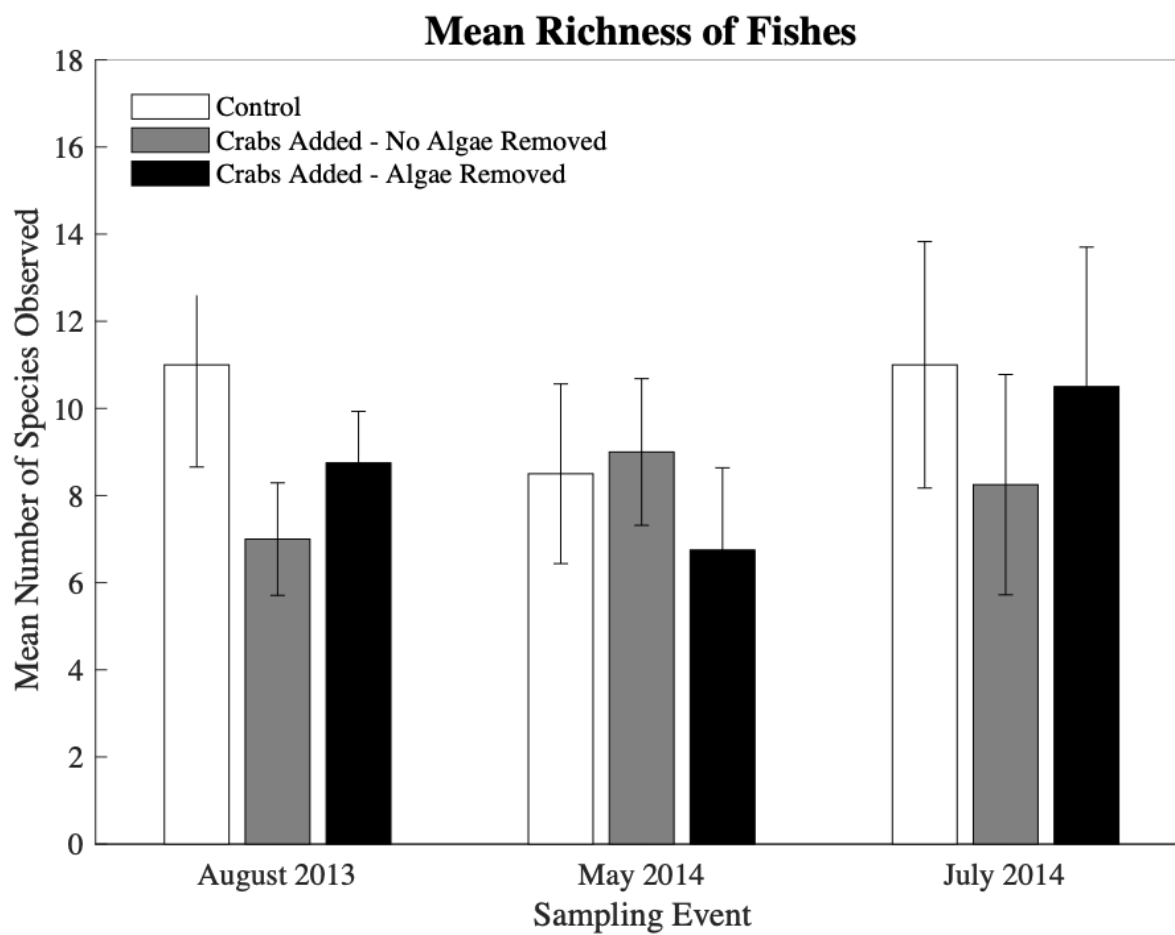 Mean Richness of Fishes
18
16
14
12
10
8
6
4
2
0
Mean Number of Species Observed
Control
Crabs Added - No Algae Removed
Crabs Added - Algae Removed
August 2013
May 2014
July 2014
Sampling Event